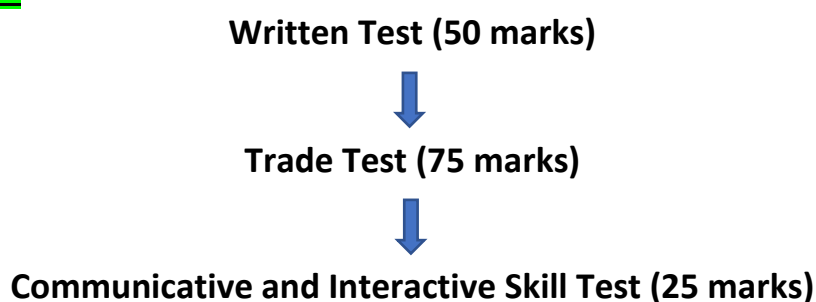 Written Test (50 marks)
Trade Test (75 marks)
Communicative and Interactive Skill Test (25 marks)